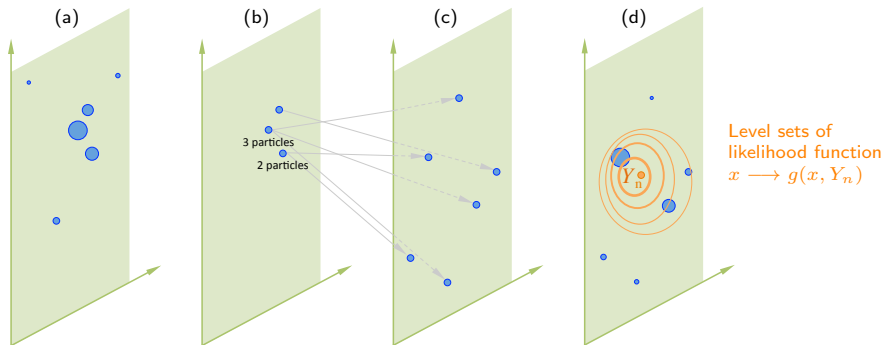 (a)
(b)
(c)
(d)
3 particles
2 particles
Yₙ
Level sets of
likelihood function
x ⟶ g(x, Yₙ)